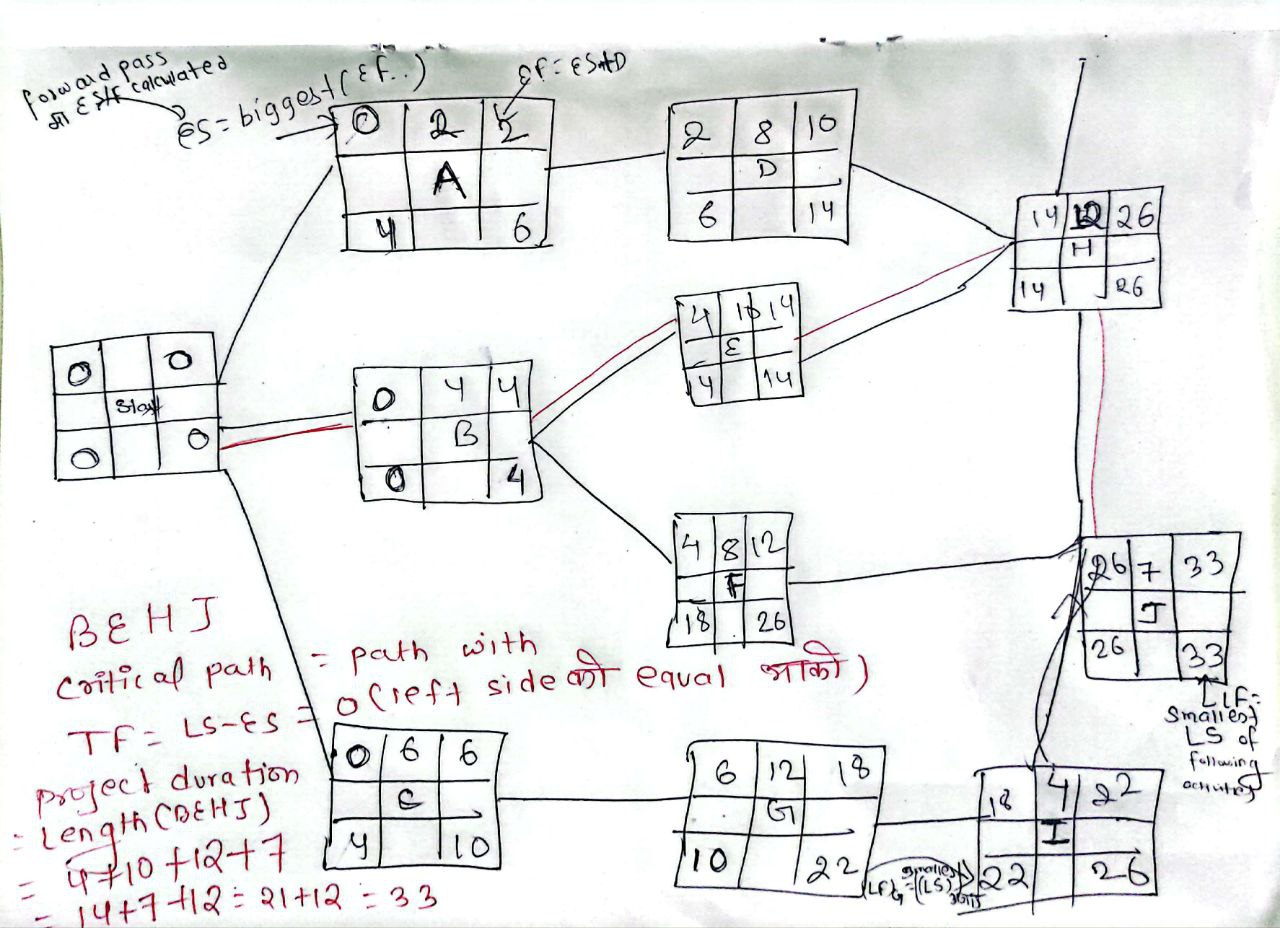 forward pass
मा ES/F calculated
ES = biggest(EF..)
EF = ES+D
0 2 2
A
4 6
2 8 10
D
6 14
14 12 26
H
14 26
4 10 14
E
4 14
0 0
Start
0 0
0 4 4
B
0 4
4 8 12
F
18 26
26 7 33
J
26 33
LF =
smallest
LS of
following
activities
BEHJ
Critical path = path with
0 (left side को equal भाको)
TF = LS-ES =
project duration
= Length (BEHJ)
= 4+10+12+7
= 14+7+12 = 21+12 = 33
0 6 6
C
4 10
6 12 18
G
10 22
18 4 22
I
22 26
smallest
(LS)